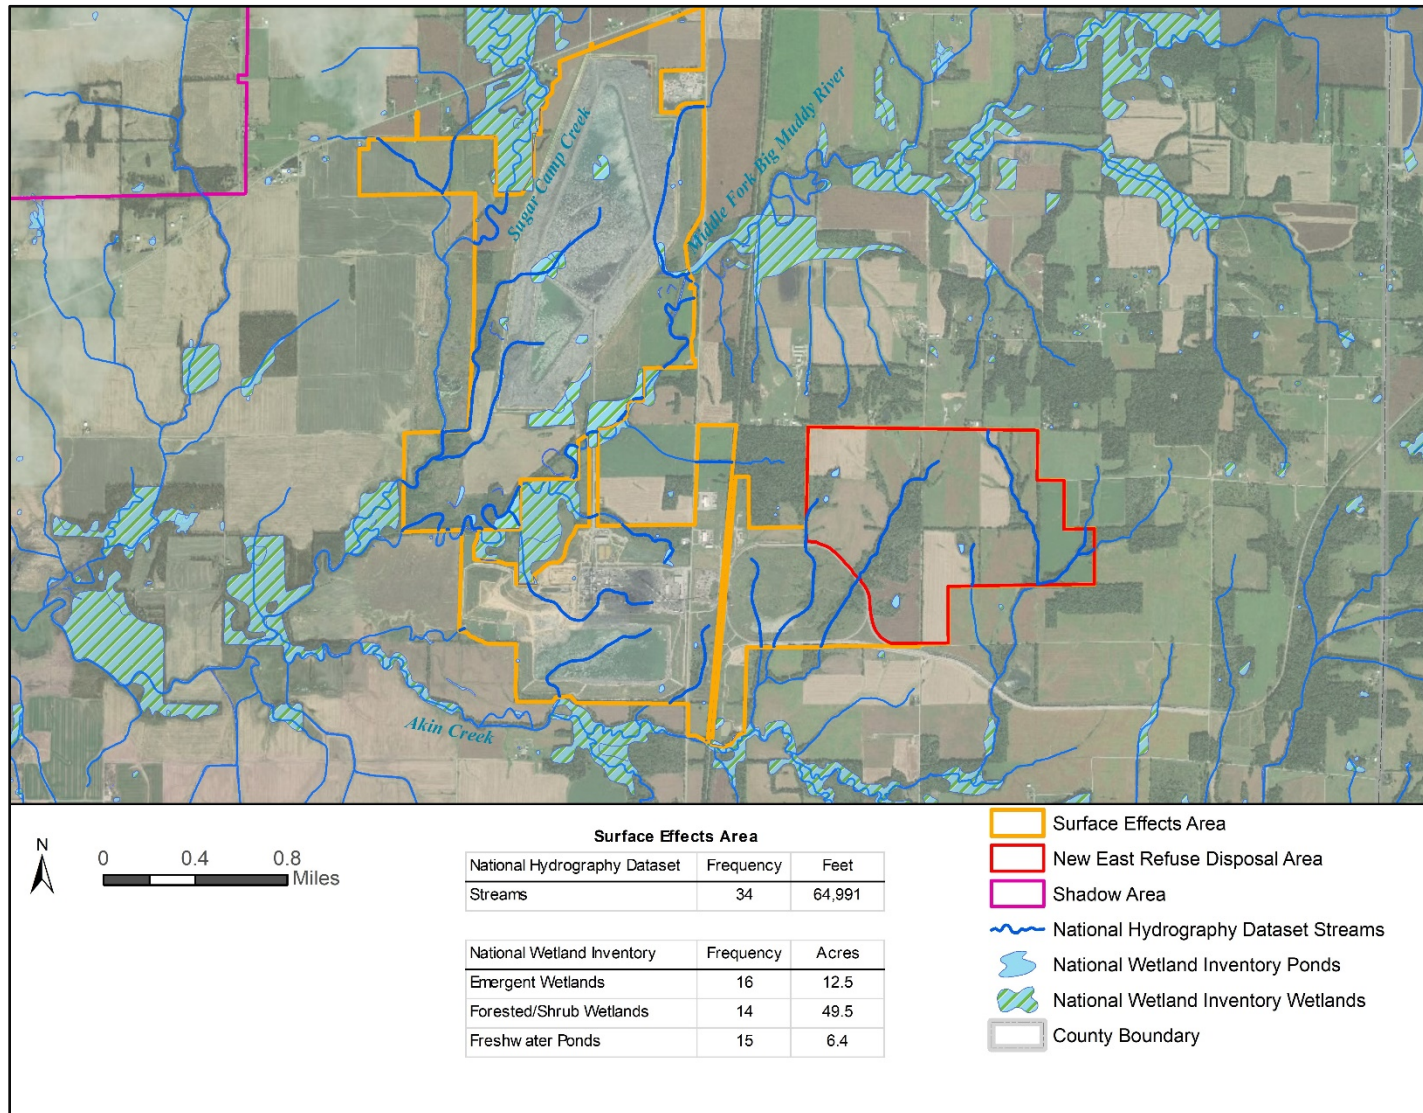 Sugar Camp Creek
Middle Fork Big Muddy River
Akin Creek
N
0 0.4 0.8
Miles
Surface Effects Area
National Hydrography Dataset Frequency Feet
Streams 34 64,991
National Wetland Inventory Frequency Acres
Emergent Wetlands 16 12.5
Forested/Shrub Wetlands 14 49.5
Freshwater Ponds 15 6.4
Surface Effects Area
New East Refuse Disposal Area
Shadow Area
National Hydrography Dataset Streams
National Wetland Inventory Ponds
National Wetland Inventory Wetlands
County Boundary